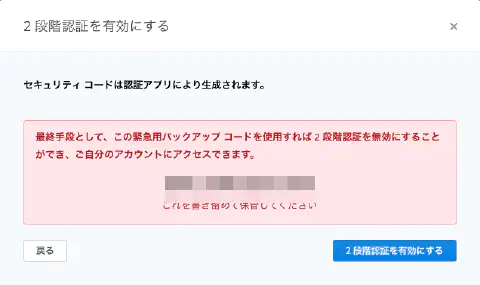 2 段階認証を有効にする
×
セキュリティ コードは認証アプリにより生成されます。
最終手段として、この緊急用バックアップ コードを使用すれば 2 段階認証を無効にすること
ができ、ご自分のアカウントにアクセスできます。
これを書き留めて保管してください
戻る
2 段階認証を有効にする